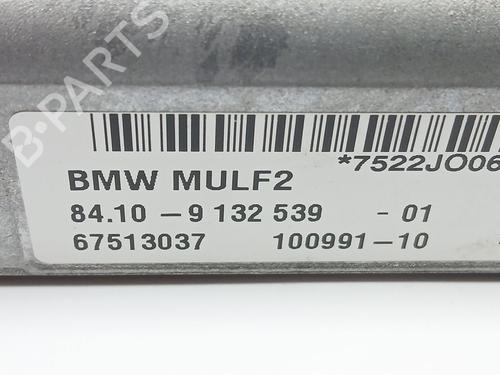 *7522JO06
BMW MULF2
84.10-9 132 539 - 01
67513037 100991-10
B-PARTS